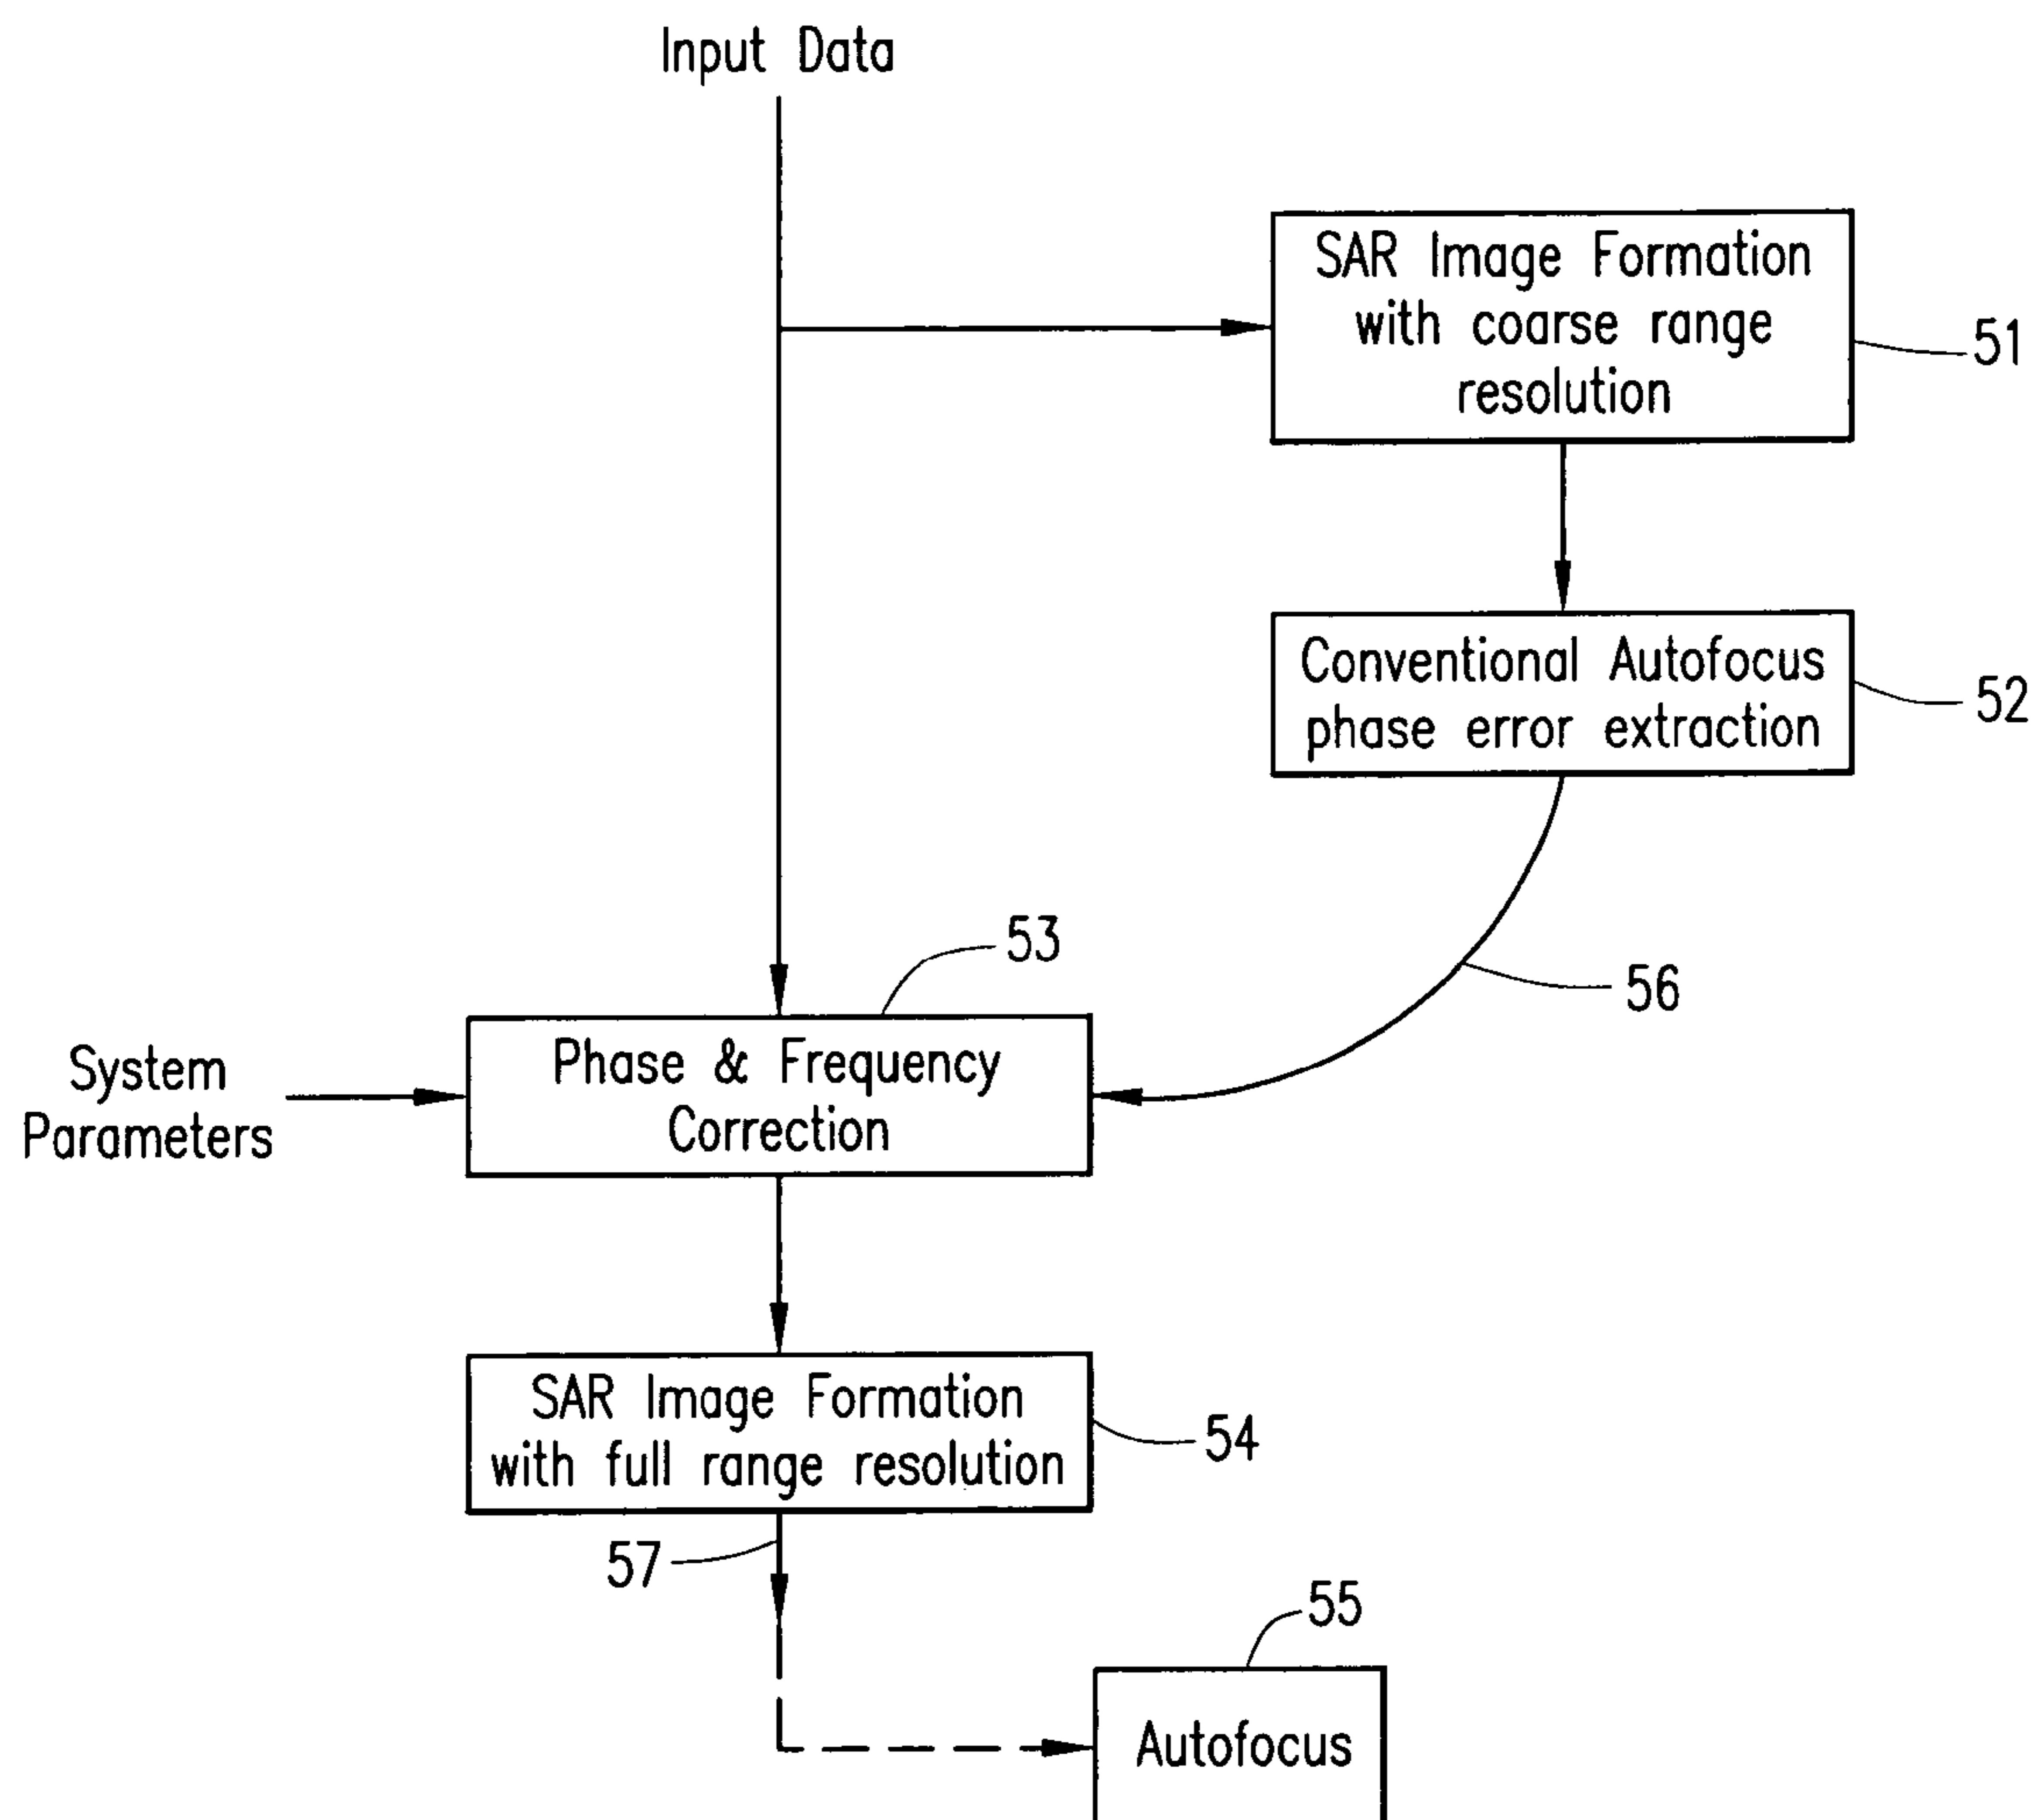 Input Data
SAR Image Formation
with coarse range
resolution
51
Conventional Autofocus
phase error extraction
52
53
56
System
Parameters
Phase & Frequency
Correction
SAR Image Formation
with full range resolution
54
57
55
Autofocus